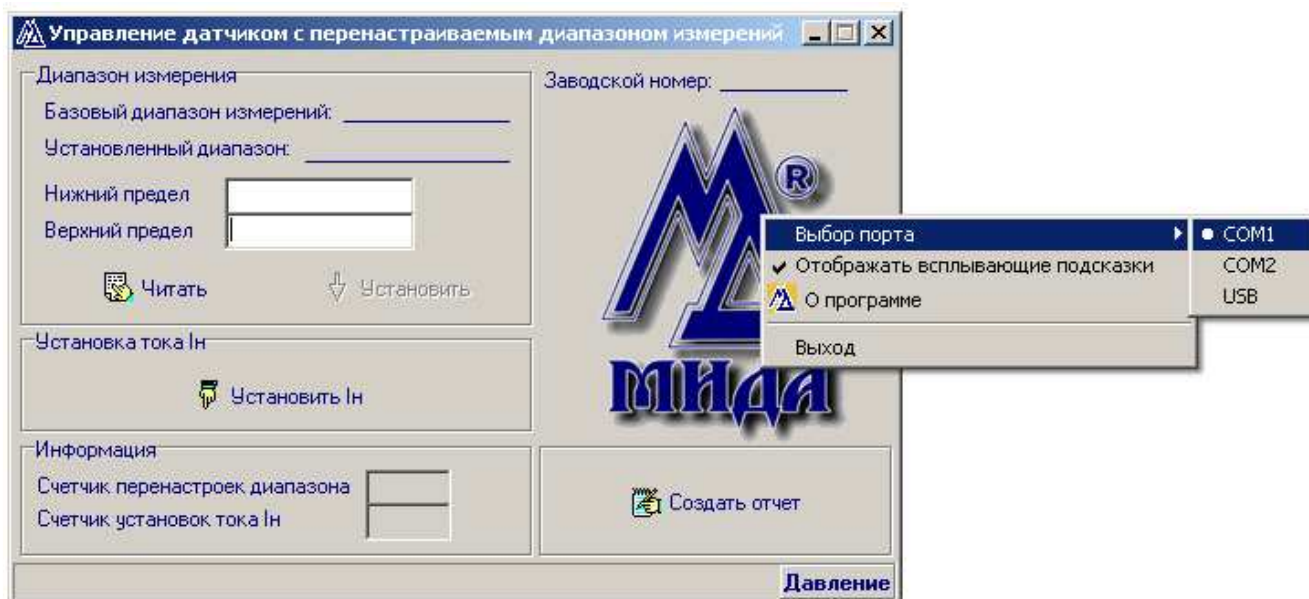 Управление датчиком с перенастраиваемым диапазоном измерений
Диапазон измерения
Базовый диапазон измерений:
Установленный диапазон:
Нижний предел
Верхний предел
Читать
Установить
Установка тока Iн
Установить Iн
Информация
Счетчик перенастроек диапазона
Счетчик установок тока Iн
Заводской номер:
®
МИДА
Создать отчет
Давление
Выбор порта
Отображать всплывающие подсказки
О программе
Выход
COM1
COM2
USB